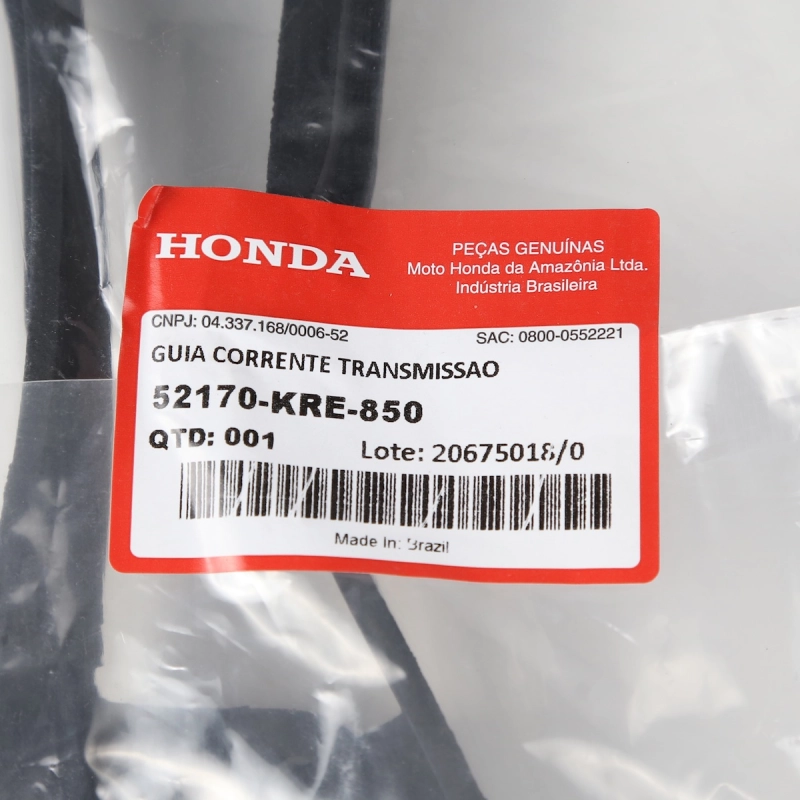 HONDA
PEÇAS GENUÍNAS
Moto Honda da Amazônia Ltda.
Indústria Brasileira
CNPJ: 04.337.168/0006-52
SAC: 0800-0552221
GUIA CORRENTE TRANSMISSAO
52170-KRE-850
QTD: 001
Lote: 20675018/0
Made In: Brazil